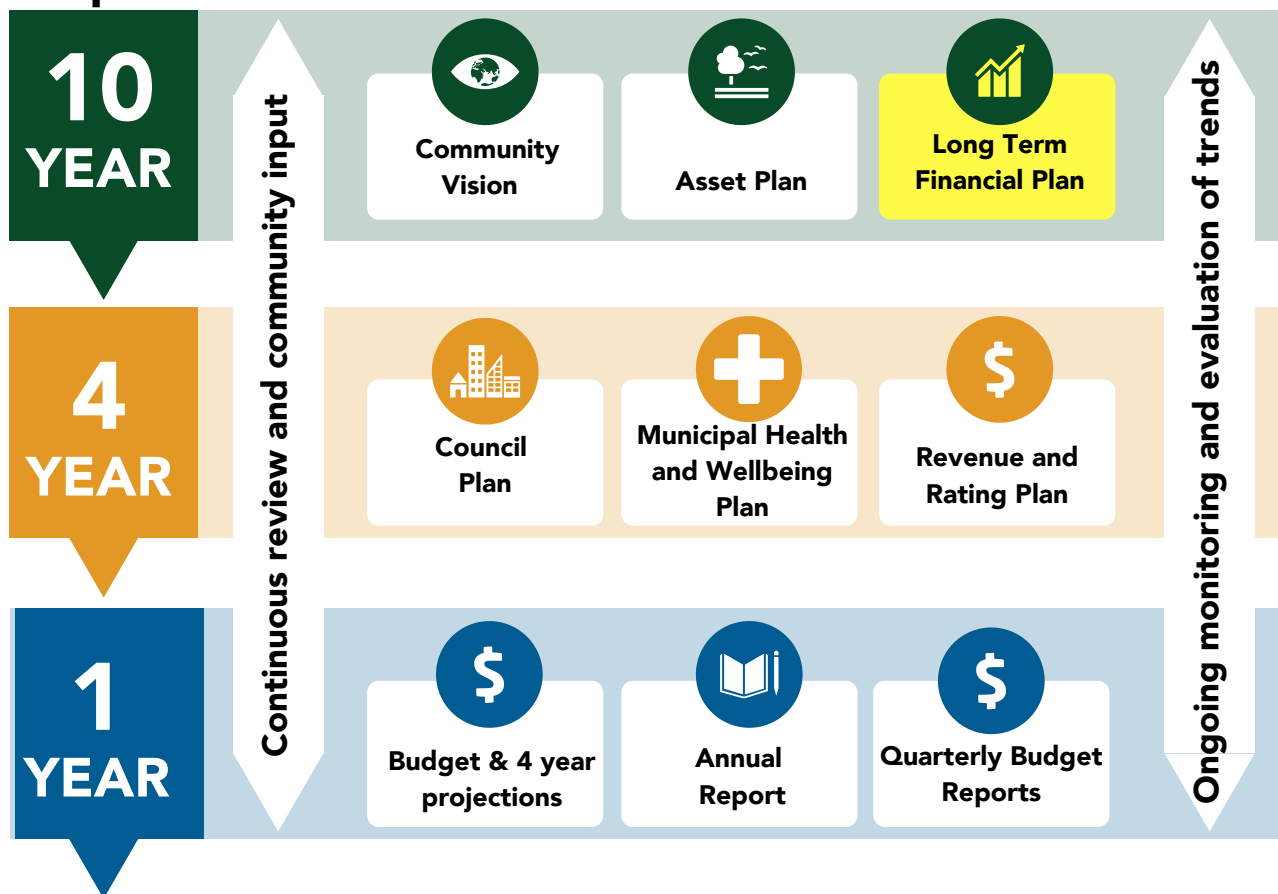 10
YEAR
Continuous review and community input
Community
Vision
Asset Plan
Long Term
Financial Plan
Ongoing monitoring and evaluation of trends
4
YEAR
Council
Plan
Municipal Health
and Wellbeing
Plan
Revenue and
Rating Plan
1
YEAR
Budget & 4 year
projections
Annual
Report
Quarterly Budget
Reports